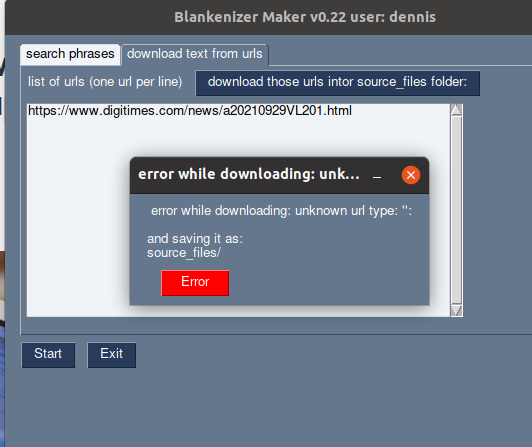 Blankenizer Maker v0.22 user: dennis
search phrases
download text from urls
list of urls (one url per line)
download those urls intor source_files folder:
https://www.digitimes.com/news/a20210929VL201.html
error while downloading: unk...
error while downloading: unknown url type: '':
and saving it as:
source_files/
Error
Start
Exit